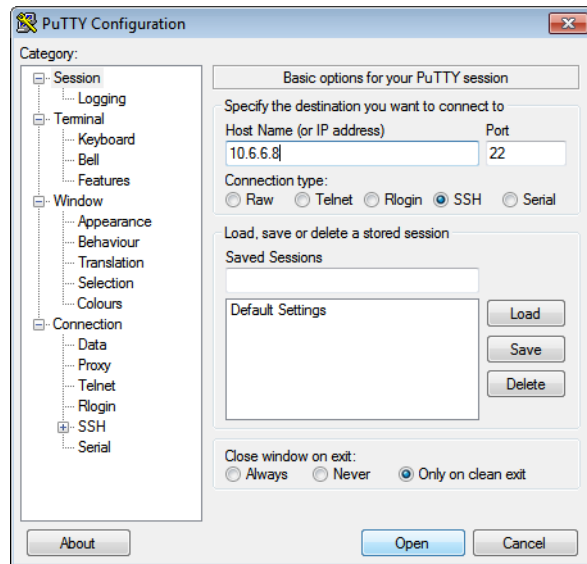 PuTTY Configuration
Category:
Session
Logging
Terminal
Keyboard
Bell
Features
Window
Appearance
Behaviour
Translation
Selection
Colours
Connection
Data
Proxy
Telnet
Rlogin
SSH
Serial
Basic options for your PuTTY session
Specify the destination you want to connect to
Host Name (or IP address) Port
10.6.6.8 22
Connection type:
Raw Telnet Rlogin SSH Serial
Load, save or delete a stored session
Saved Sessions
Default Settings
Load
Save
Delete
Close window on exit:
Always Never Only on clean exit
About Open Cancel